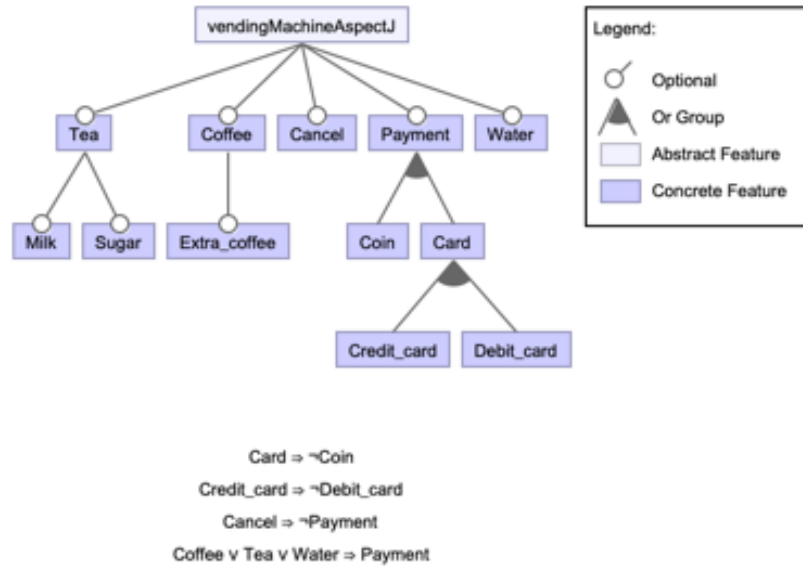 vendingMachineAspectJ
Legend:
Optional
Or Group
Abstract Feature
Concrete Feature
Tea
Coffee
Cancel
Payment
Water
Milk
Sugar
Extra_coffee
Coin
Card
Credit_card
Debit_card
Card ⇒ ¬Coin
Credit_card ⇒ ¬Debit_card
Cancel ⇒ ¬Payment
Coffee ∨ Tea ∨ Water ⇒ Payment